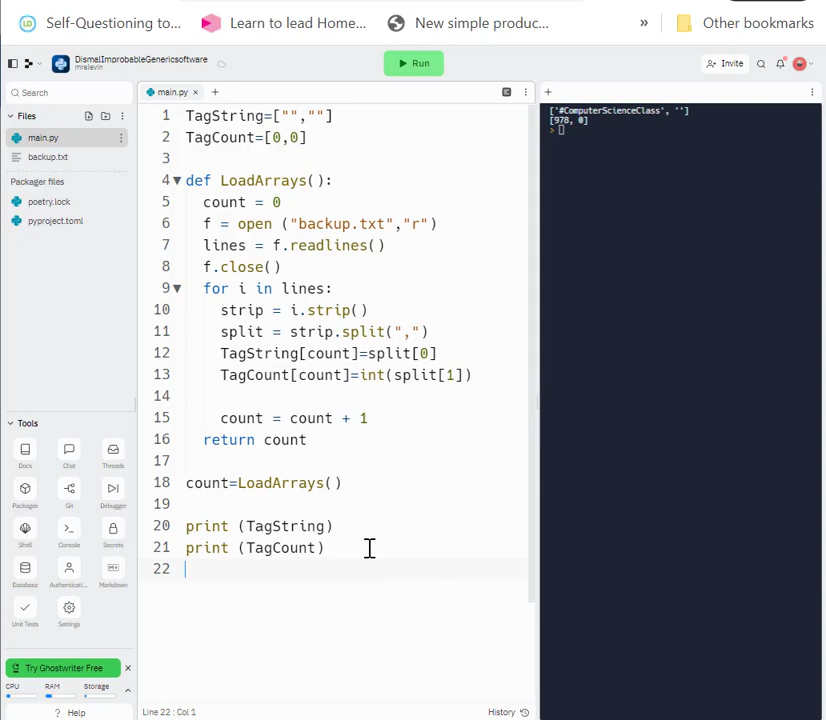 Self-Questioning to...
Learn to lead Home...
New simple produc...
»
Other bookmarks
DismalImprobableGenericsoftware
mralevin
Run
Invite
Search
Files
main.py
backup.txt
Packager files
poetry.lock
pyproject.toml
Tools
Docs
Chat
Threads
Packages
Git
Debugger
Shell
Console
Secrets
Database
Authenticati...
Markdown
Unit Tests
Settings
Try Ghostwriter Free
CPU
RAM
Storage
Help
main.py
1 TagString=["",""]
2 TagCount=[0,0]
3
4 def LoadArrays():
5 count = 0
6 f = open ("backup.txt","r")
7 lines = f.readlines()
8 f.close()
9 for i in lines:
10 strip = i.strip()
11 split = strip.split(",")
12 TagString[count]=split[0]
13 TagCount[count]=int(split[1])
14
15 count = count + 1
16 return count
17
18 count=LoadArrays()
19
20 print (TagString)
21 print (TagCount)
22
Line 22 : Col 1
History
['#ComputerScienceClass', '']
[978, 0]
>